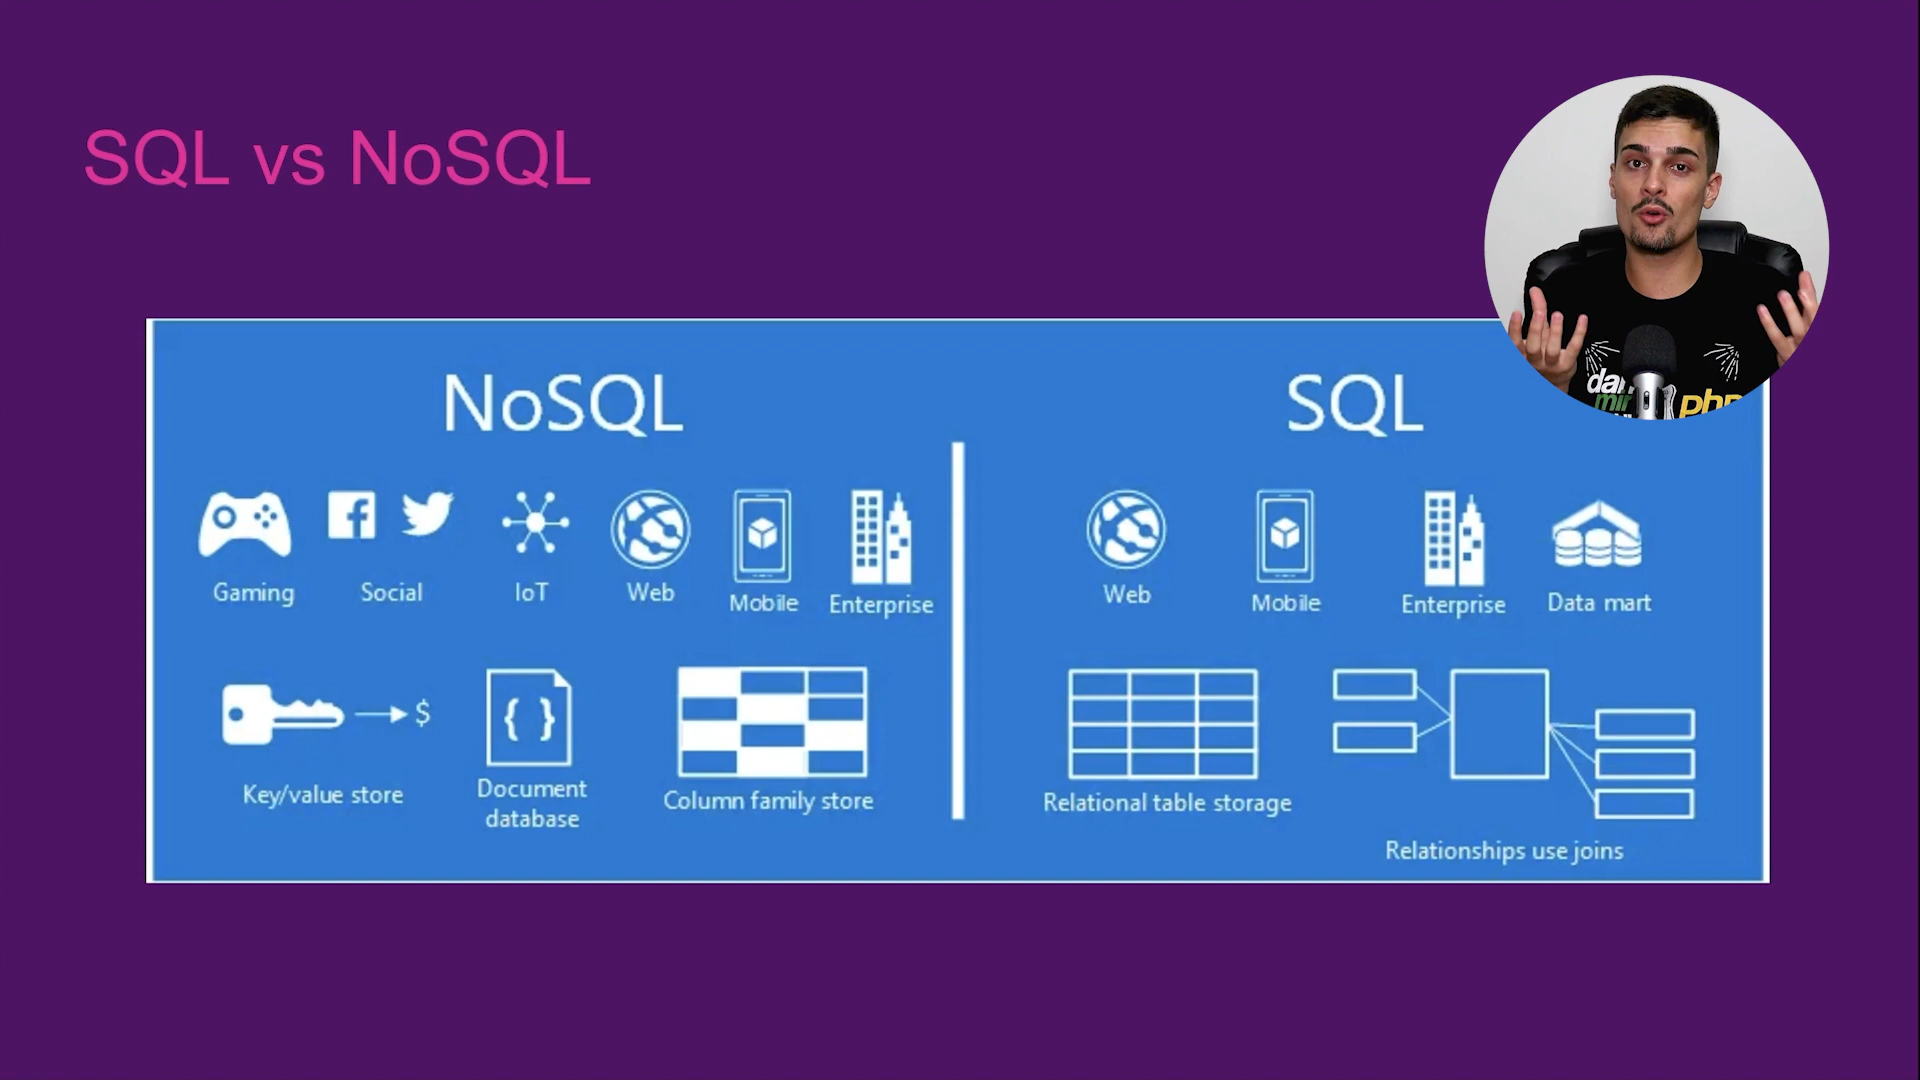 SQL vs NoSQL
NoSQL
Gaming
Social
IoT
Web
Mobile
Enterprise
$
Key/value store
{ }
Document
database
Column family store
SQL
Web
Mobile
Enterprise
Data mart
Relational table storage
Relationships use joins